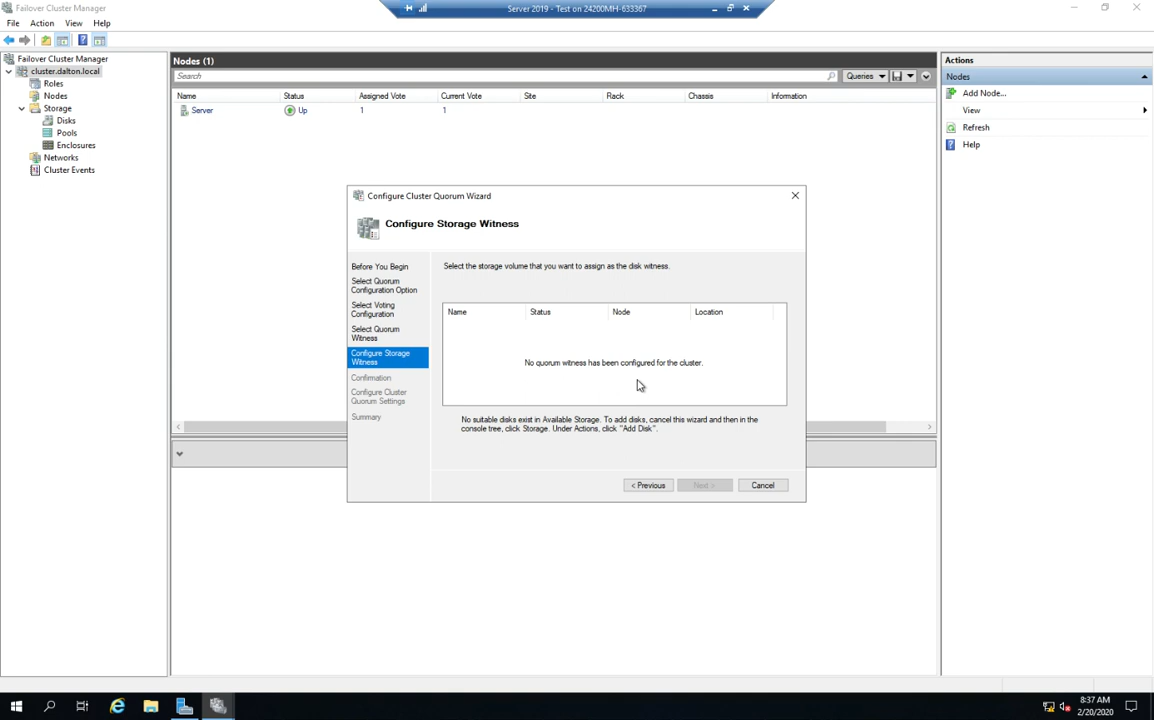 Failover Cluster Manager
Server 2019 - Test on 24200MH-633367
File Action View Help
Failover Cluster Manager
cluster.dalton.local
Roles
Nodes
Storage
Disks
Pools
Enclosures
Networks
Cluster Events
Nodes (1)
Search
Queries
Name Status Assigned Vote Current Vote Site Rack Chassis Information
Server Up 1 1
Actions
Nodes
Add Node...
View
Refresh
Help
Configure Cluster Quorum Wizard
Configure Storage Witness
Before You Begin
Select Quorum
Configuration Option
Select Voting
Configuration
Select Quorum
Witness
Configure Storage
Witness
Confirmation
Configure Cluster
Quorum Settings
Summary
Select the storage volume that you want to assign as the disk witness.
Name Status Node Location
No quorum witness has been configured for the cluster.
No suitable disks exist in Available Storage. To add disks, cancel this wizard and then in the
console tree, click Storage. Under Actions, click "Add Disk".
< Previous Next > Cancel
8:37 AM
2/20/2020